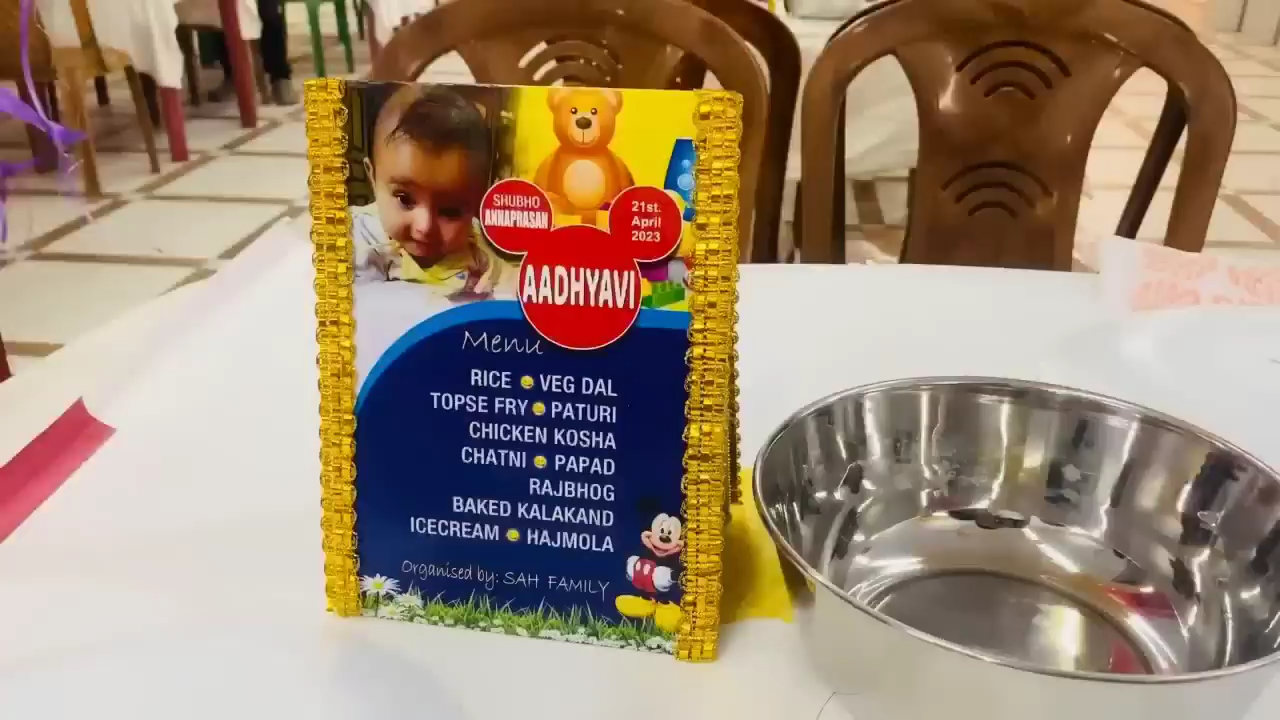 SHUBHO
ANNAPRASAN
21st.
April
2023
AADHYAVI
Menu
RICE VEG DAL
TOPSE FRY PATURI
CHICKEN KOSHA
CHATNI PAPAD
RAJBHOG
BAKED KALAKAND
ICECREAM HAJMOLA
Organised by: SAH FAMILY